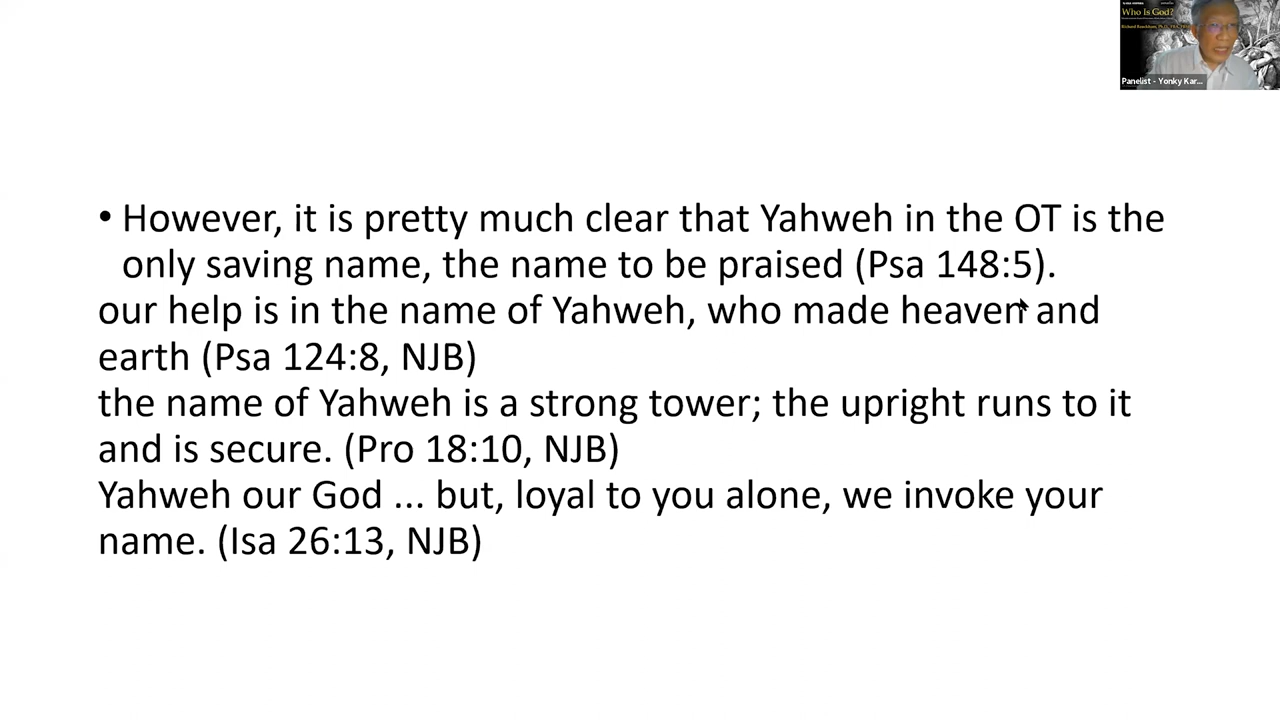 Who Is God?
Panelist - Yonky Kar...
• However, it is pretty much clear that Yahweh in the OT is the
only saving name, the name to be praised (Psa 148:5).
our help is in the name of Yahweh, who made heaven and
earth (Psa 124:8, NJB)
the name of Yahweh is a strong tower; the upright runs to it
and is secure. (Pro 18:10, NJB)
Yahweh our God ... but, loyal to you alone, we invoke your
name. (Isa 26:13, NJB)